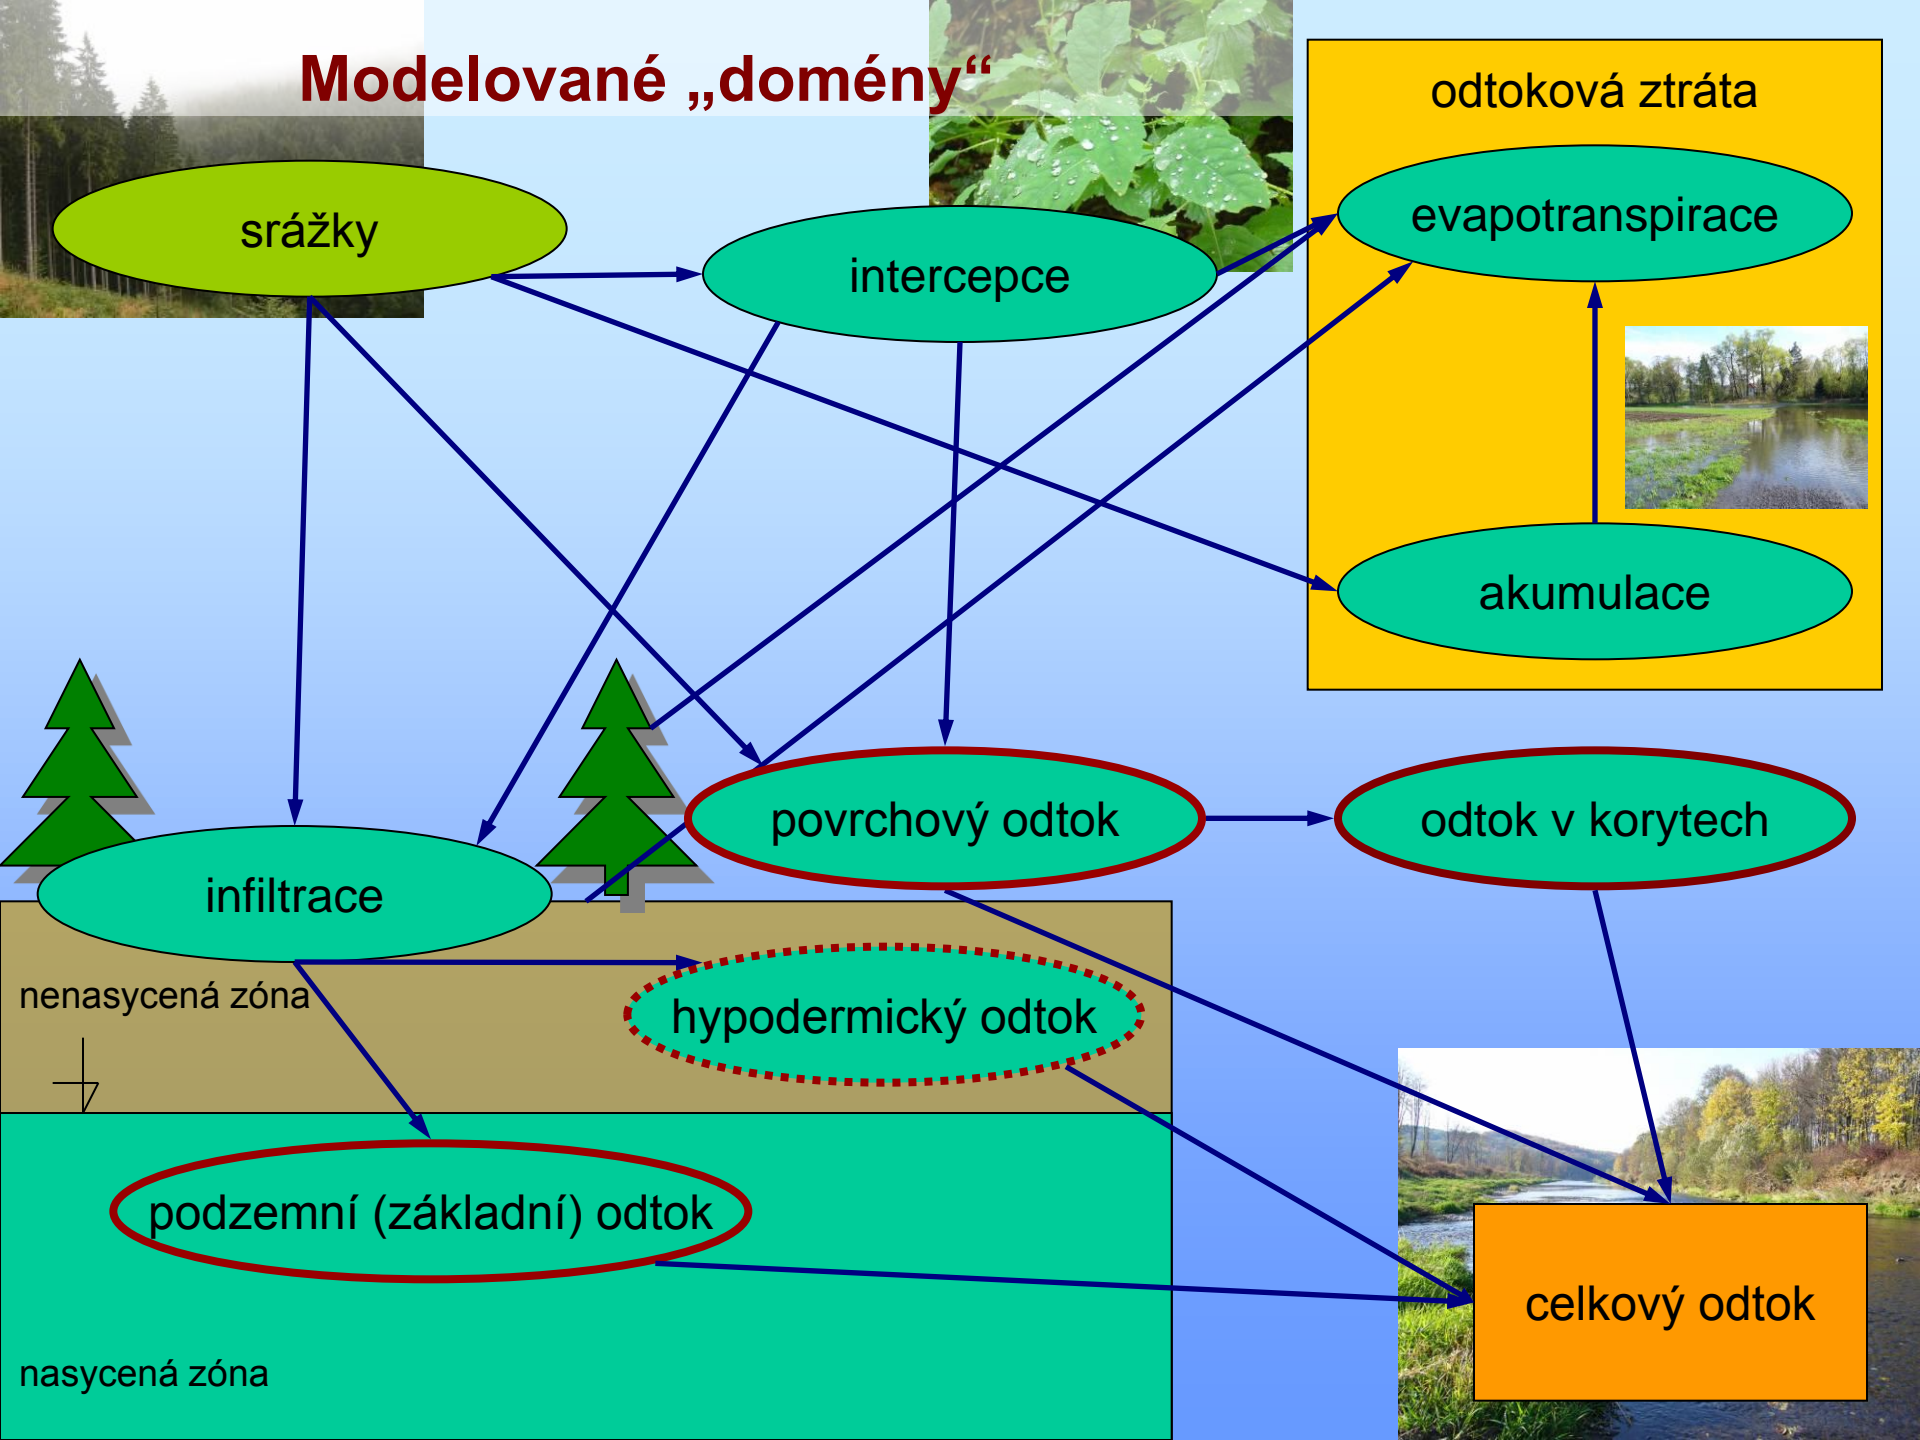 Modelované „domény“
odtoková ztráta
srážky
intercepce
evapotranspirace
akumulace
povrchový odtok
odtok v korytech
infiltrace
nenasycená zóna
hypodermický odtok
podzemní (základní) odtok
celkový odtok
nasycená zóna